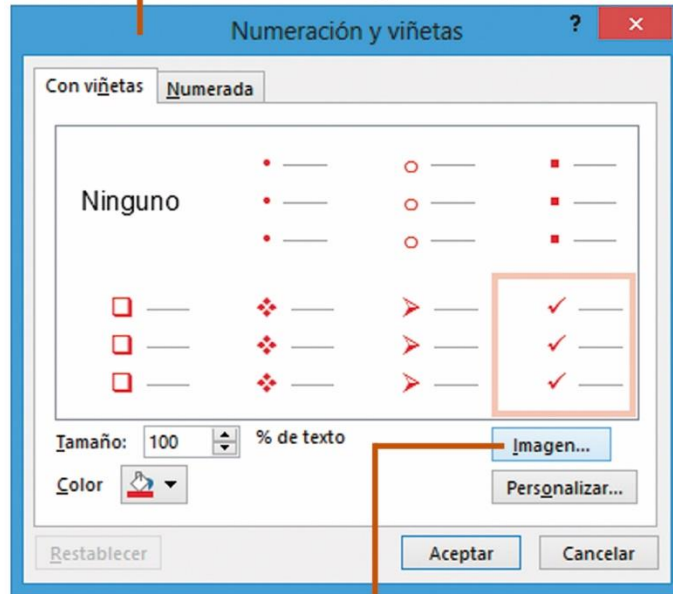 Numeración y viñetas ?
Con viñetas Numerada
Ninguno
Tamaño: 100 % de texto
Imagen...
Color
Personalizar...
Restablecer Aceptar Cancelar